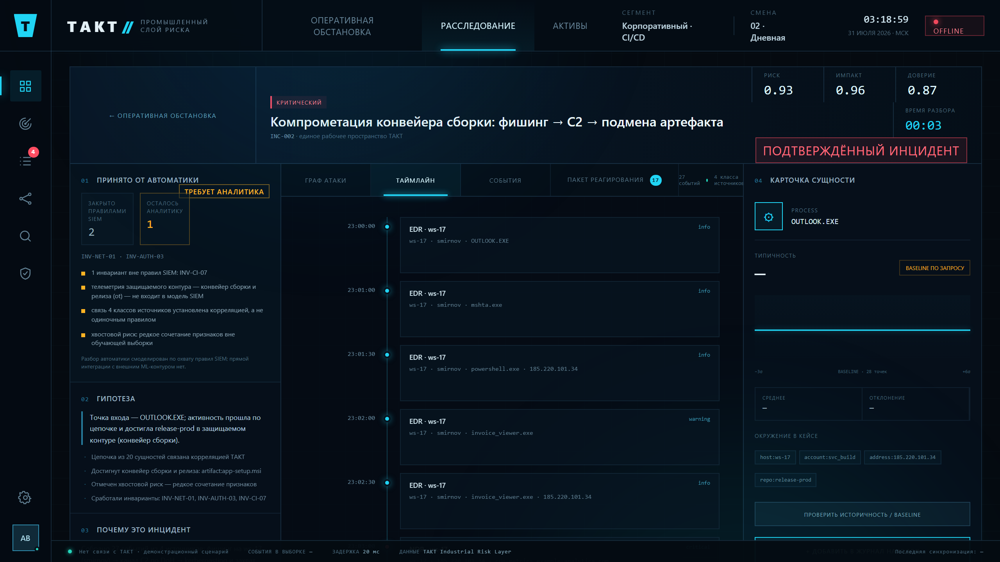 T
ТАКТ //
ПРОМЫШЛЕННЫЙ
СЛОЙ РИСКА
ОПЕРАТИВНАЯ
ОБСТАНОВКА
РАССЛЕДОВАНИЕ
АКТИВЫ
СЕГМЕНТ
Корпоративный ·
CI/CD
СМЕНА
02 ·
Дневная
03:18:59
31 ИЮЛЯ 2026 · МСК
OFFLINE
4
АВ
← ОПЕРАТИВНАЯ ОБСТАНОВКА
КРИТИЧЕСКИЙ
Компрометация конвейера сборки: фишинг → C2 → подмена артефакта
INC-002 · единое рабочее пространство ТАКТ
РИСК
0.93
ИМПАКТ
0.96
ДОВЕРИЕ
0.87
ВРЕМЯ РАЗБОРА
00:03
ПОДТВЕРЖДЁННЫЙ ИНЦИДЕНТ
01 ПРИНЯТО ОТ АВТОМАТИКИ
ТРЕБУЕТ АНАЛИТИКА
ЗАКРЫТО
ПРАВИЛАМИ
SIEM
2
ОСТАЛОСЬ
АНАЛИТИКУ
1
INV-NET-01 · INV-AUTH-03
1 инвариант вне правил SIEM: INV-CI-07
телеметрия защищаемого контура — конвейер сборки и
релиза (ot) — не входит в модель SIEM
связь 4 классов источников установлена корреляцией, а не
одиночным правилом
хвостовой риск: редкое сочетание признаков вне
обучающей выборки
Разбор автоматики смоделирован по охвату правил SIEM; прямой
интеграции с внешним ML-контуром нет.
02 ГИПОТЕЗА
Точка входа — OUTLOOK.EXE; активность прошла по
цепочке и достигла release-prod в защищаемом
контуре (конвейер сборки).
· Цепочка из 20 сущностей связана корреляцией ТАКТ
· Достигнут конвейер сборки и релиза: artifact:app-setup.msi
· Отмечен хвостовой риск — редкое сочетание признаков
· Сработали инварианты: INV-NET-01, INV-AUTH-03, INV-CI-07
03 ПОЧЕМУ ЭТО ИНЦИДЕНТ
ГРАФ АТАКИ
ТАЙМЛАЙН
СОБЫТИЯ
ПАКЕТ РЕАГИРОВАНИЯ 17
27
событий
4 класса
источников
23:00:00
EDR · ws-17
info
ws-17 · smirnov · OUTLOOK.EXE
23:01:00
EDR · ws-17
info
ws-17 · smirnov · mshta.exe
23:01:30
EDR · ws-17
info
ws-17 · smirnov · powershell.exe · 185.220.101.34
23:02:00
EDR · ws-17
warning
ws-17 · smirnov · invoice_viewer.exe
23:02:30
EDR · ws-17
info
ws-17 · smirnov · invoice_viewer.exe · 185.220.101.34
04 КАРТОЧКА СУЩНОСТИ
PROCESS
OUTLOOK.EXE
ТИПИЧНОСТЬ
—
BASELINE ПО ЗАПРОСУ
−3σ
BASELINE · 28 точек
+6σ
СРЕДНЕЕ
—
ОТКЛОНЕНИЕ
—
ОКРУЖЕНИЕ В КЕЙСЕ
host:ws-17
account:svc_build
address:185.220.101.34
repo:release-prod
ПРОВЕРИТЬ ИСТОРИЧНОСТЬ / BASELINE
Нет связи с ТАКТ · демонстрационный сценарий
СОБЫТИЯ В ВЫБОРКЕ —
ЗАДЕРЖКА 20 мс
ДАННЫЕ ТАКТ Industrial Risk Layer
+ ДОБАВИТЬ В ЖУРНАЛ
Последняя синхронизация: —